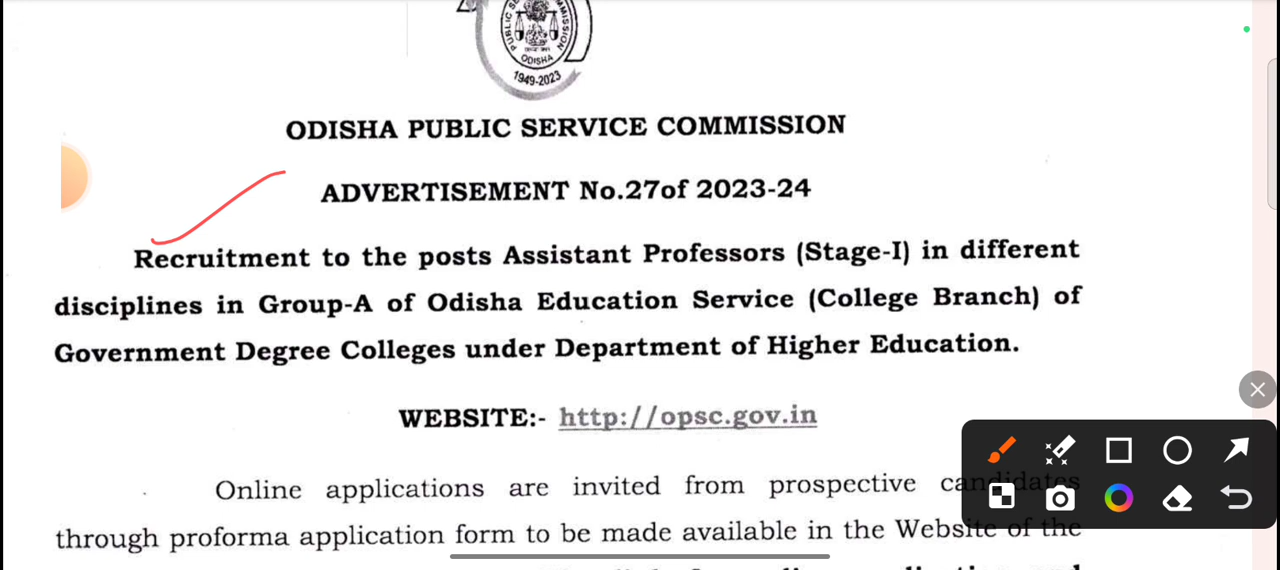 ODISHA
1949-2023
ODISHA PUBLIC SERVICE COMMISSION
ADVERTISEMENT No.27of 2023-24
Recruitment to the posts Assistant Professors (Stage-I) in different
disciplines in Group-A of Odisha Education Service (College Branch) of
Government Degree Colleges under Department of Higher Education.
WEBSITE:- http://opsc.gov.in
Online applications are invited from prospective candidates
through proforma application form to be made available in the Website of the